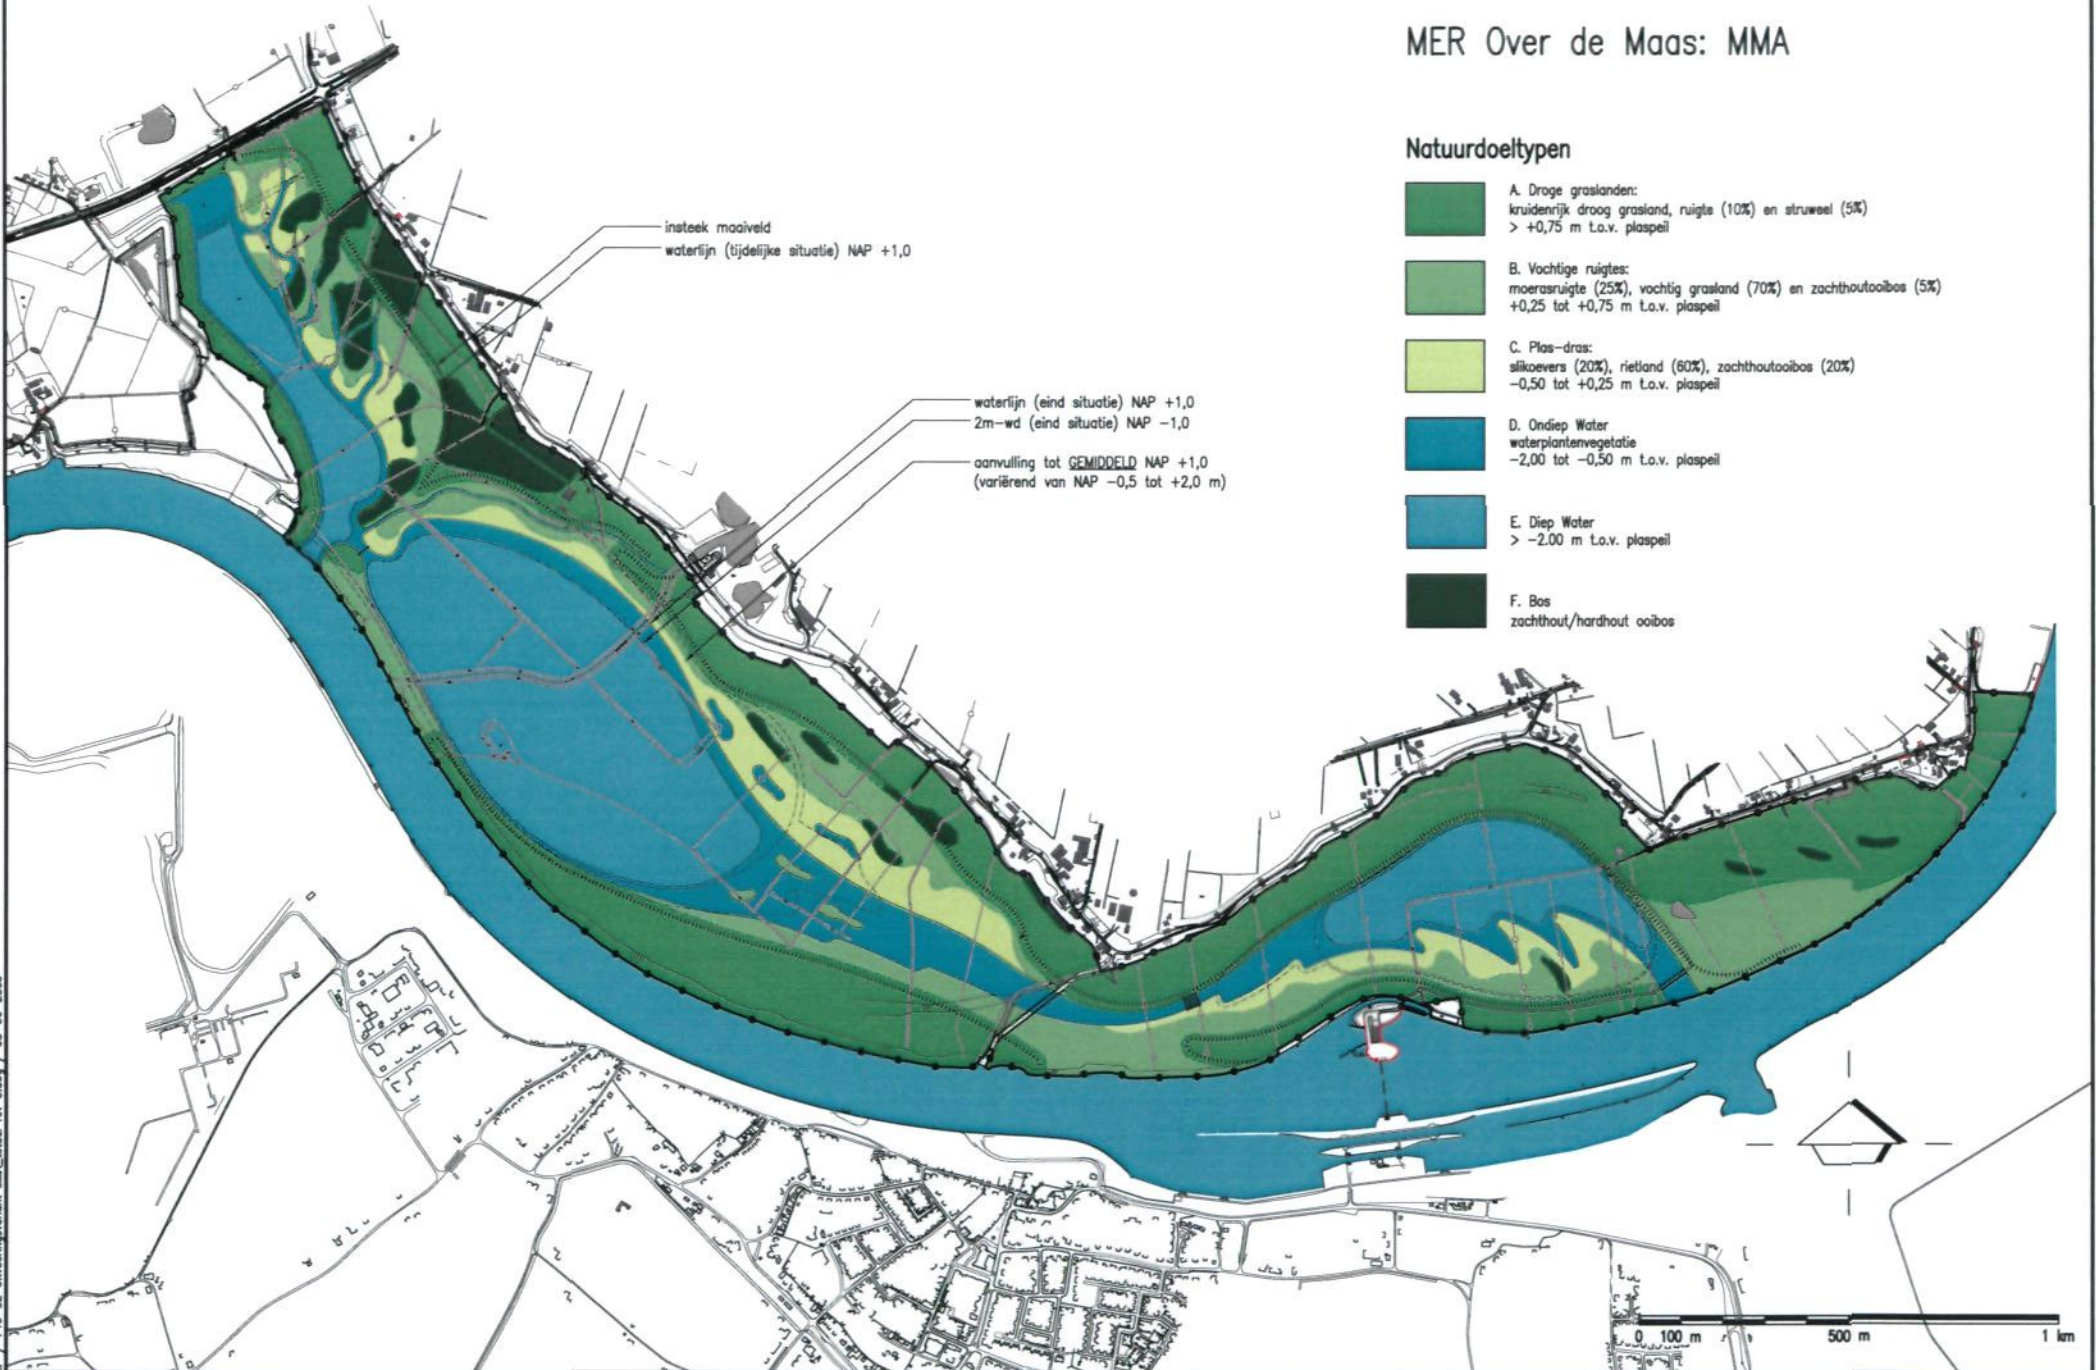 MER Over de Maas: MMA
Natuurdoeltypen
A. Droge graslanden:
kruidenrijk droog grasland, ruigte (10%) en struweel (5%)
> +0,75 m t.o.v. plaspeil
B. Vochtige ruigtes:
moerasruigte (25%), vochtig grasland (70%) en zachthoutooibos (5%)
+0,25 tot +0,75 m t.o.v. plaspeil
C. Plas-dras:
slikoevers (20%), rietland (60%), zachthoutooibos (20%)
-0,50 tot +0,25 m t.o.v. plaspeil
D. Ondiep Water
waterplantenvegetatie
-2,00 tot -0,50 m t.o.v. plaspeil
E. Diep Water
> -2.00 m t.o.v. plaspeil
F. Bos
zachthout/hardhout ooibos
insteek maaiveld
waterlijn (tijdelijke situatie) NAP +1,0
waterlijn (eind situatie) NAP +1,0
2m-wd (eind situatie) NAP -1,0
aanvulling tot GEMIDDELD NAP +1,0
(variërend van NAP -0,5 tot +2,0 m)
0 100 m 500 m 1 km